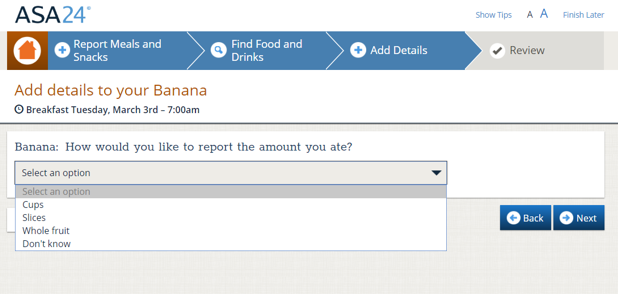 ASA24®
Show Tips A A Finish Later
Report Meals and
Snacks
Find Food and
Drinks
Add Details
Review
Add details to your Banana
Breakfast Tuesday, March 3rd – 7:00am
Banana: How would you like to report the amount you ate?
Select an option
Select an option
Cups
Slices
Whole fruit
Don't know
Back
Next